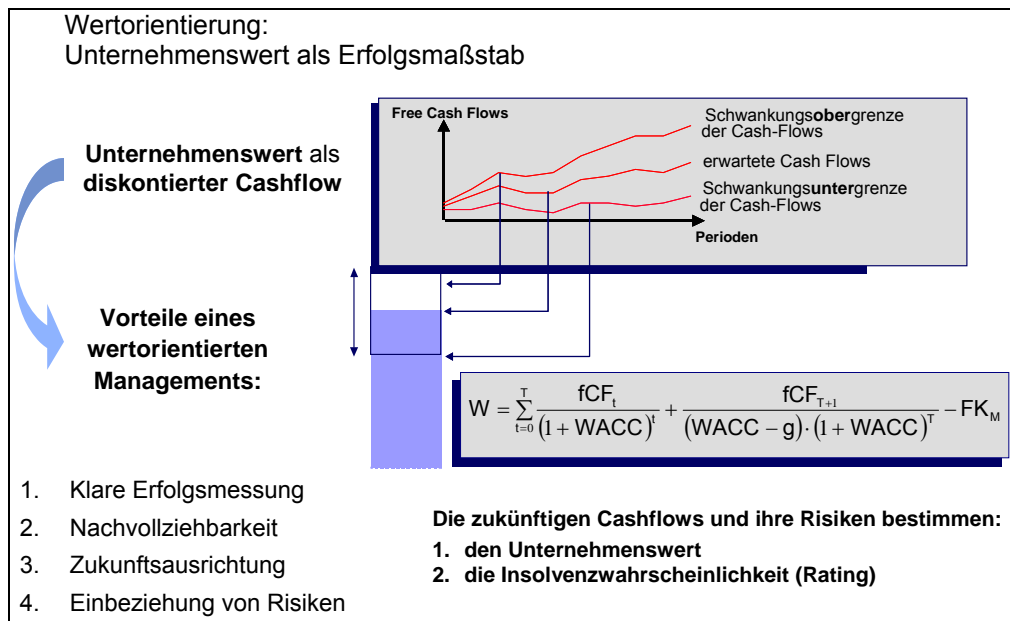 Wertorientierung:
Unternehmenswert als Erfolgsmaßstab
Free Cash Flows
Schwankungsobergrenze
der Cash-Flows
erwartete Cash Flows
Schwankungsuntergrenze
der Cash-Flows
Perioden
Unternehmenswert als
diskontierter Cashflow
Vorteile eines
wertorientierten
Managements:
W = ∑_{t=0}^{T} fCF_t / (1 + WACC)^t + fCF_{T+1} / ((WACC − g) · (1 + WACC)^T) − FK_M
1. Klare Erfolgsmessung
2. Nachvollziehbarkeit
3. Zukunftsausrichtung
4. Einbeziehung von Risiken
Die zukünftigen Cashflows und ihre Risiken bestimmen:
1. den Unternehmenswert
2. die Insolvenzwahrscheinlichkeit (Rating)